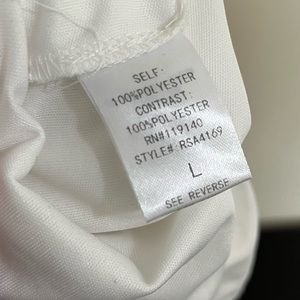 SELF:
100%POLYESTER
CONTRAST:
100%POLYESTER
RN#119140
STYLE#: RSA4169
L
SEE REVERSE